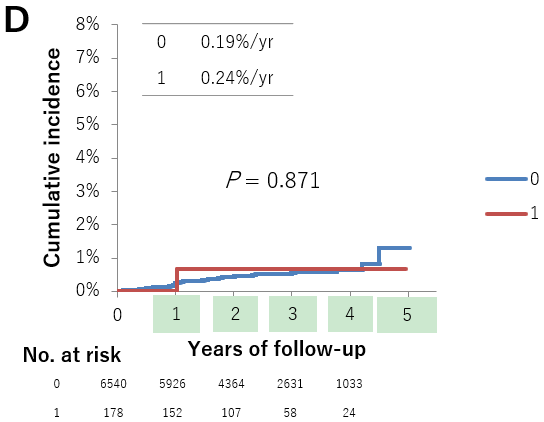 D
8%
7%
6%
5%
4%
3%
2%
1%
0%
Cumulative incidence
0 0.19%/yr
1 0.24%/yr
P = 0.871
0
1
0 1 2 3 4 5
Years of follow-up
No. at risk
0 6540 5926 4364 2631 1033
1 178 152 107 58 24